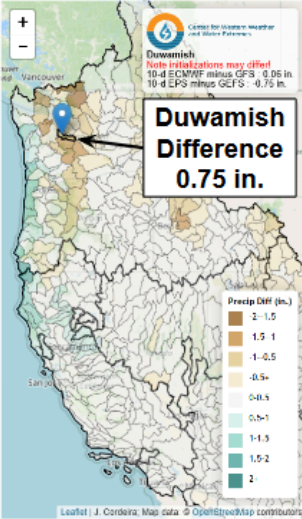 +
−
Center for Western Weather
and Water Extremes
Duwamish
Note initializations may differ!
10-d ECMWF minus GFS : 0.06 in.
10-d EPS minus GEFS : -0.75 in.
Vancouver
Duwamish
Difference
0.75 in.
Precip Diff (in.)
-2--1.5
-1.5--1
-1--0.5
-0.5+
0-0.5
0.5-1
1-1.5
1.5-2
2+
San Jose
Leaflet | J. Cordeira; Map data © OpenStreetMap contributors